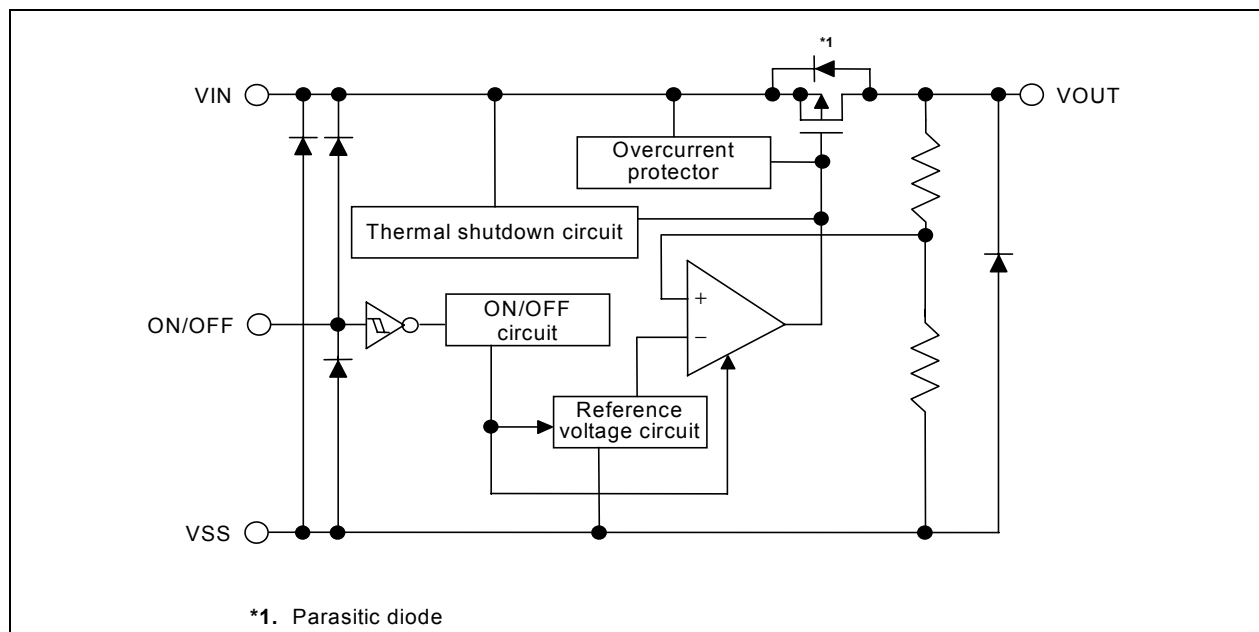 *1
VIN
VOUT
Overcurrent
protector
Thermal shutdown circuit
+
ON/OFF
ON/OFF
circuit
−
Reference
voltage circuit
VSS
*1. Parasitic diode